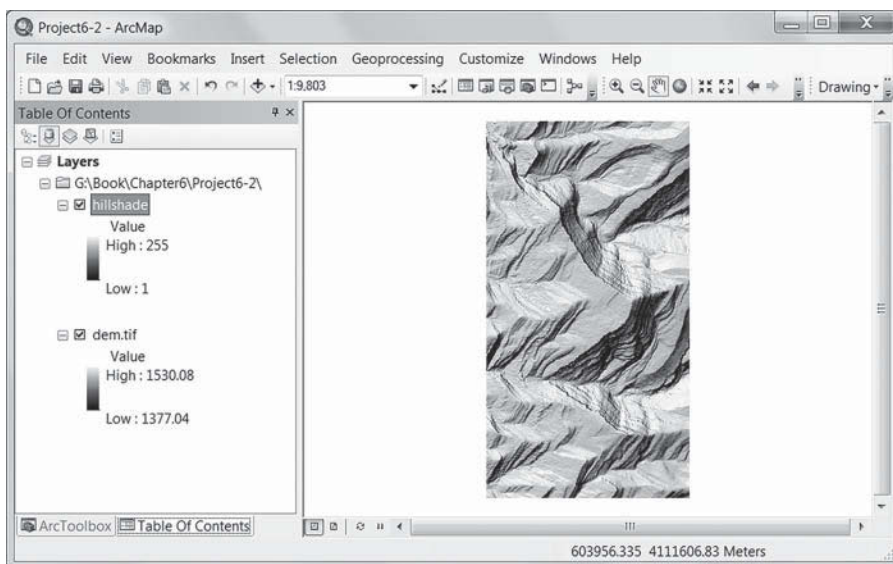 Project6-2 - ArcMap
File Edit View Bookmarks Insert Selection Geoprocessing Customize Windows Help
1:9,803
Drawing
Table Of Contents
Layers
G:\Book\Chapter6\Project6-2\
hillshade
Value
High : 255
Low : 1
dem.tif
Value
High : 1530.08
Low : 1377.04
ArcToolbox Table Of Contents
603956.335 4111606.83 Meters